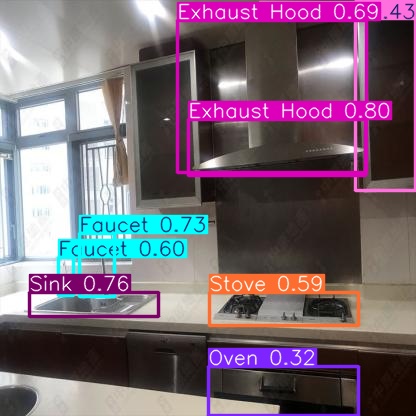 Exhaust Hood 0.69
.43
Exhaust Hood 0.80
Faucet 0.73
Faucet 0.60
Sink 0.76
Stove 0.59
Oven 0.32